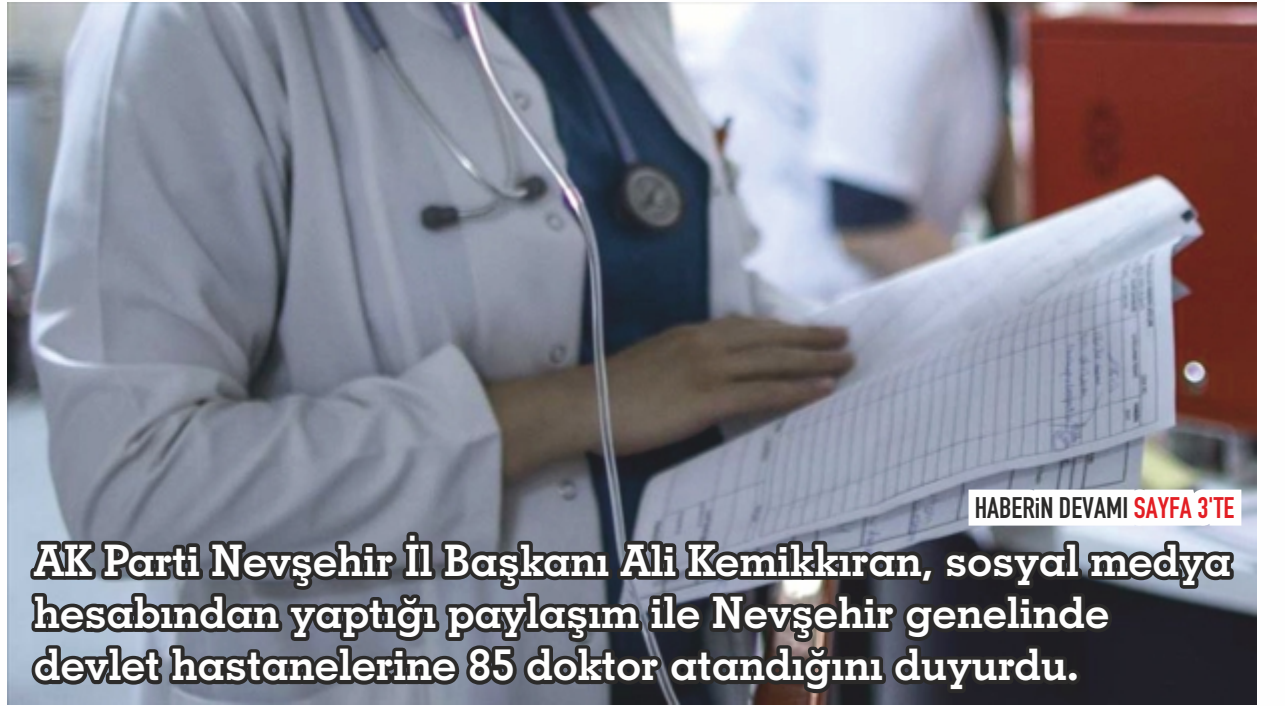 HABERiN DEVAMI SAYFA 3'TE
AK Parti Nevşehir İl Başkanı Ali Kemikkıran, sosyal medya
hesabından yaptığı paylaşım ile Nevşehir genelinde
devlet hastanelerine 85 doktor atandığını duyurdu.